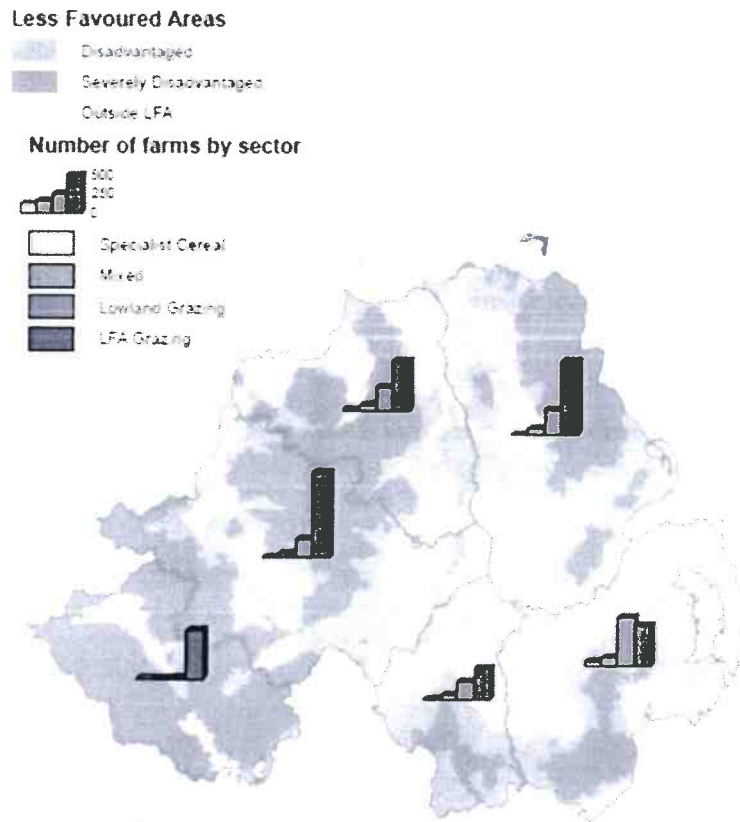 Less Favoured Areas
Disadvantaged
Severely Disadvantaged
Outside LFA
Number of farms by sector
500
250
0
Specialist Cereal
Mixed
Lowland Grazing
LFA Grazing